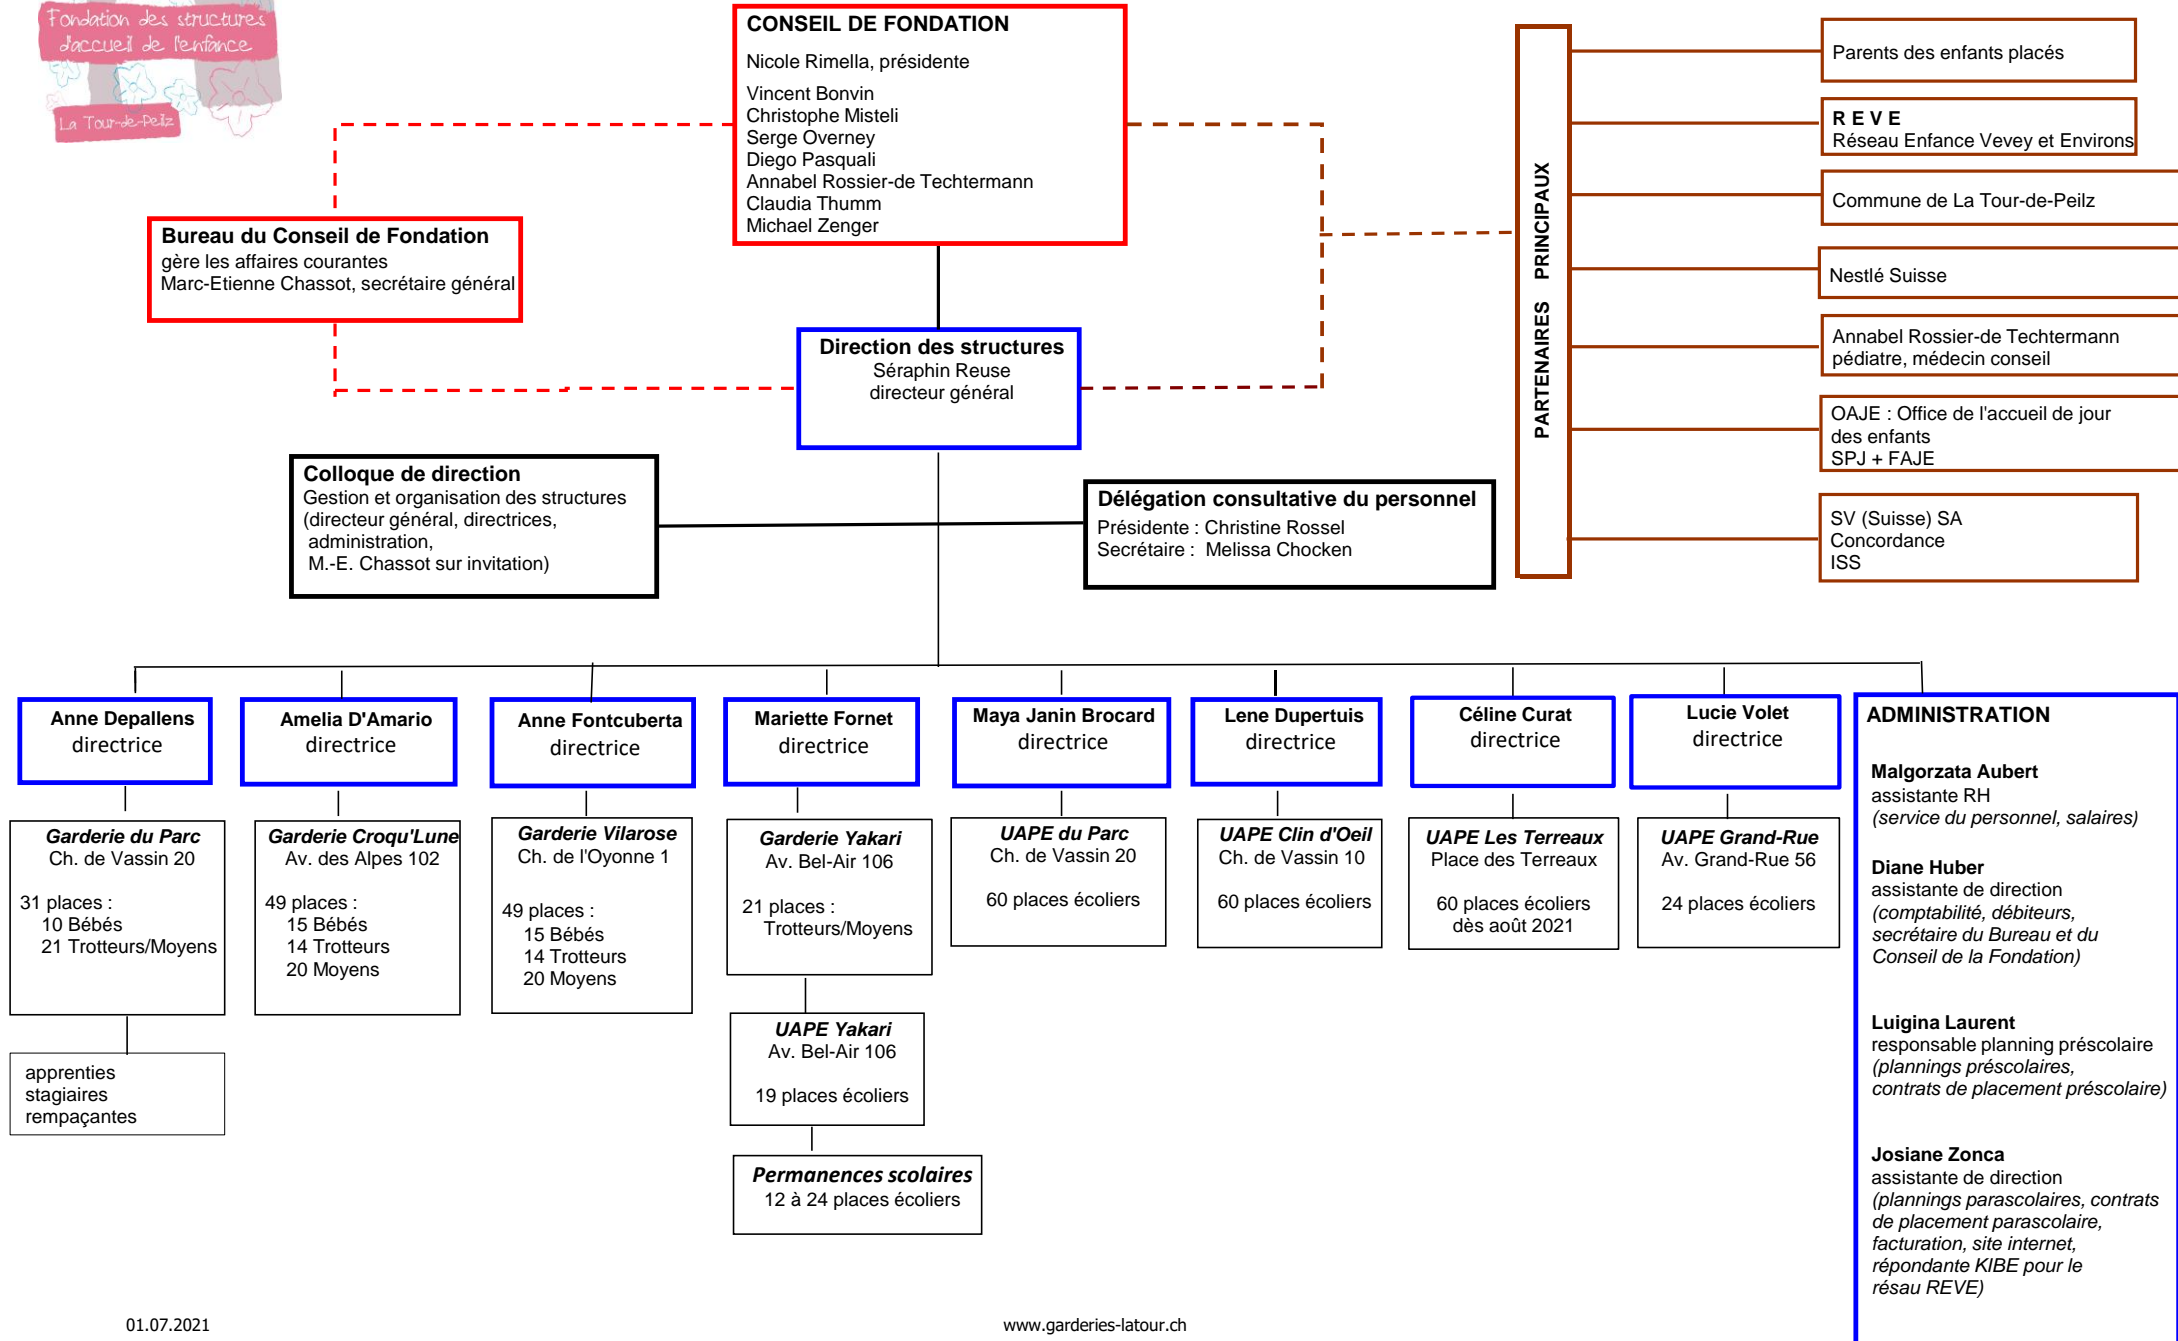 Fondation des structures
d'accueil de l'enfance
La Tour-de-Peilz
CONSEIL DE FONDATION
Nicole Rimella, présidente
Vincent Bonvin
Christophe Misteli
Serge Overney
Diego Pasquali
Annabel Rossier-de Techtermann
Claudia Thumm
Michael Zenger
Bureau du Conseil de Fondation
gère les affaires courantes
Marc-Etienne Chassot, secrétaire général
Direction des structures
Séraphin Reuse
directeur général
PARTENAIRES PRINCIPAUX
Parents des enfants placés
R E V E
Réseau Enfance Vevey et Environs
Commune de La Tour-de-Peilz
Nestlé Suisse
Annabel Rossier-de Techtermann
pédiatre, médecin conseil
OAJE : Office de l'accueil de jour
des enfants
SPJ + FAJE
SV (Suisse) SA
Concordance
ISS
Colloque de direction
Gestion et organisation des structures
(directeur général, directrices,
administration,
M.-E. Chassot sur invitation)
Délégation consultative du personnel
Présidente : Christine Rossel
Secrétaire : Melissa Chocken
Anne Depallens
directrice
Garderie du Parc
Ch. de Vassin 20
31 places :
10 Bébés
21 Trotteurs/Moyens
apprenties
stagiaires
rempaçantes
Amelia D'Amario
directrice
Garderie Croqu'Lune
Av. des Alpes 102
49 places :
15 Bébés
14 Trotteurs
20 Moyens
Anne Fontcuberta
directrice
Garderie Vilarose
Ch. de l'Oyonne 1
49 places :
15 Bébés
14 Trotteurs
20 Moyens
Mariette Fornet
directrice
Garderie Yakari
Av. Bel-Air 106
21 places :
Trotteurs/Moyens
UAPE Yakari
Av. Bel-Air 106
19 places écoliers
Permanences scolaires
12 à 24 places écoliers
Maya Janin Brocard
directrice
UAPE du Parc
Ch. de Vassin 20
60 places écoliers
Lene Dupertuis
directrice
UAPE Clin d'Oeil
Ch. de Vassin 10
60 places écoliers
Céline Curat
directrice
UAPE Les Terreaux
Place des Terreaux
60 places écoliers
dès août 2021
Lucie Volet
directrice
UAPE Grand-Rue
Av. Grand-Rue 56
24 places écoliers
ADMINISTRATION
Malgorzata Aubert
assistante RH
(service du personnel, salaires)
Diane Huber
assistante de direction
(comptabilité, débiteurs,
secrétaire du Bureau et du
Conseil de la Fondation)
Luigina Laurent
responsable planning préscolaire
(plannings préscolaires,
contrats de placement préscolaire)
Josiane Zonca
assistante de direction
(plannings parascolaires, contrats
de placement parascolaire,
facturation, site internet,
répondante KIBE pour le
résau REVE)
01.07.2021
www.garderies-latour.ch